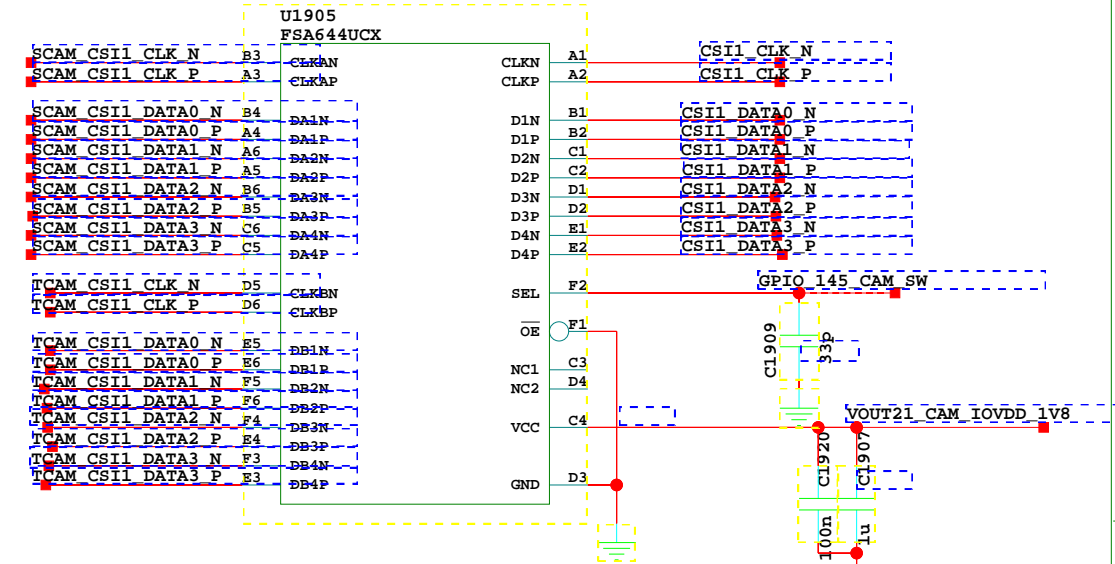 U1905
FSA644UCX
SCAM_CSI1_CLK_N B3 CLKAN CLKN A1 CSI1_CLK_N
SCAM_CSI1_CLK_P A3 CLKAP CLKP A2 CSI1_CLK_P
SCAM_CSI1_DATA0_N B4 DA1N D1N B1 CSI1_DATA0_N
SCAM_CSI1_DATA0_P A4 DA1P D1P B2 CSI1_DATA0_P
SCAM_CSI1_DATA1_N A6 DA2N D2N C1 CSI1_DATA1_N
SCAM_CSI1_DATA1_P A5 DA2P D2P C2 CSI1_DATA1_P
SCAM_CSI1_DATA2_N B6 DA3N D3N D1 CSI1_DATA2_N
SCAM_CSI1_DATA2_P B5 DA3P D3P D2 CSI1_DATA2_P
SCAM_CSI1_DATA3_N C6 DA4N D4N E1 CSI1_DATA3_N
SCAM_CSI1_DATA3_P C5 DA4P D4P E2 CSI1_DATA3_P
TCAM_CSI1_CLK_N D5 CLKBN SEL F2 GPIO_145_CAM_SW
TCAM_CSI1_CLK_P D6 CLKBP
OE F1
C1909 33p
TCAM_CSI1_DATA0_N E5 DB1N
TCAM_CSI1_DATA0_P E6 DB1P NC1 C3
TCAM_CSI1_DATA1_N F5 DB2N NC2 D4
TCAM_CSI1_DATA1_P F6 DB2P
TCAM_CSI1_DATA2_N F4 DB3N VCC C4 VOUT21_CAM_IOVDD_1V8
TCAM_CSI1_DATA2_P E4 DB3P
TCAM_CSI1_DATA3_N F3 DB4N
TCAM_CSI1_DATA3_P E3 DB4P GND D3
C1920 C1907
100n 1u